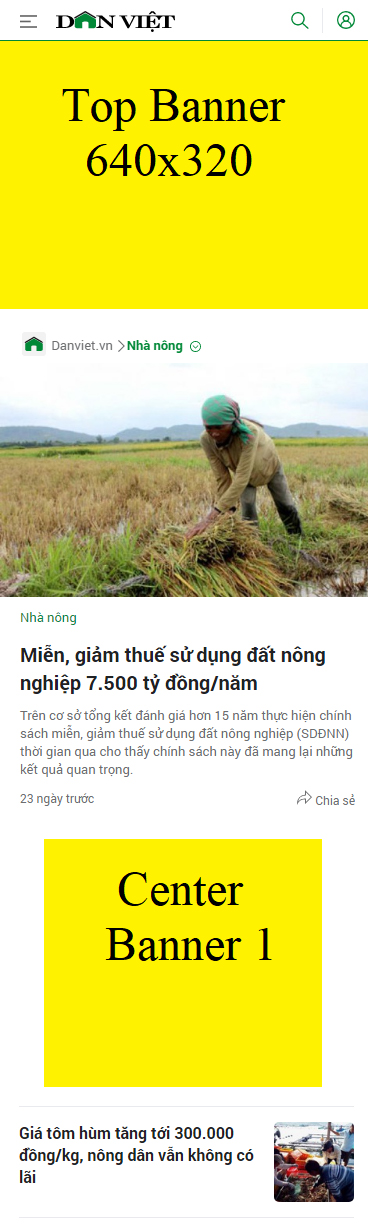 DÂN VIỆT
Top Banner
640x320
Danviet.vn > Nhà nông
Nhà nông
Miễn, giảm thuế sử dụng đất nông
nghiệp 7.500 tỷ đồng/năm
Trên cơ sở tổng kết đánh giá hơn 15 năm thực hiện chính
sách miễn, giảm thuế sử dụng đất nông nghiệp (SDĐNN)
thời gian qua cho thấy chính sách này đã mang lại những
kết quả quan trọng.
23 ngày trước Chia sẻ
Center
Banner 1
Giá tôm hùm tăng tới 300.000
đồng/kg, nông dân vẫn không có
lãi